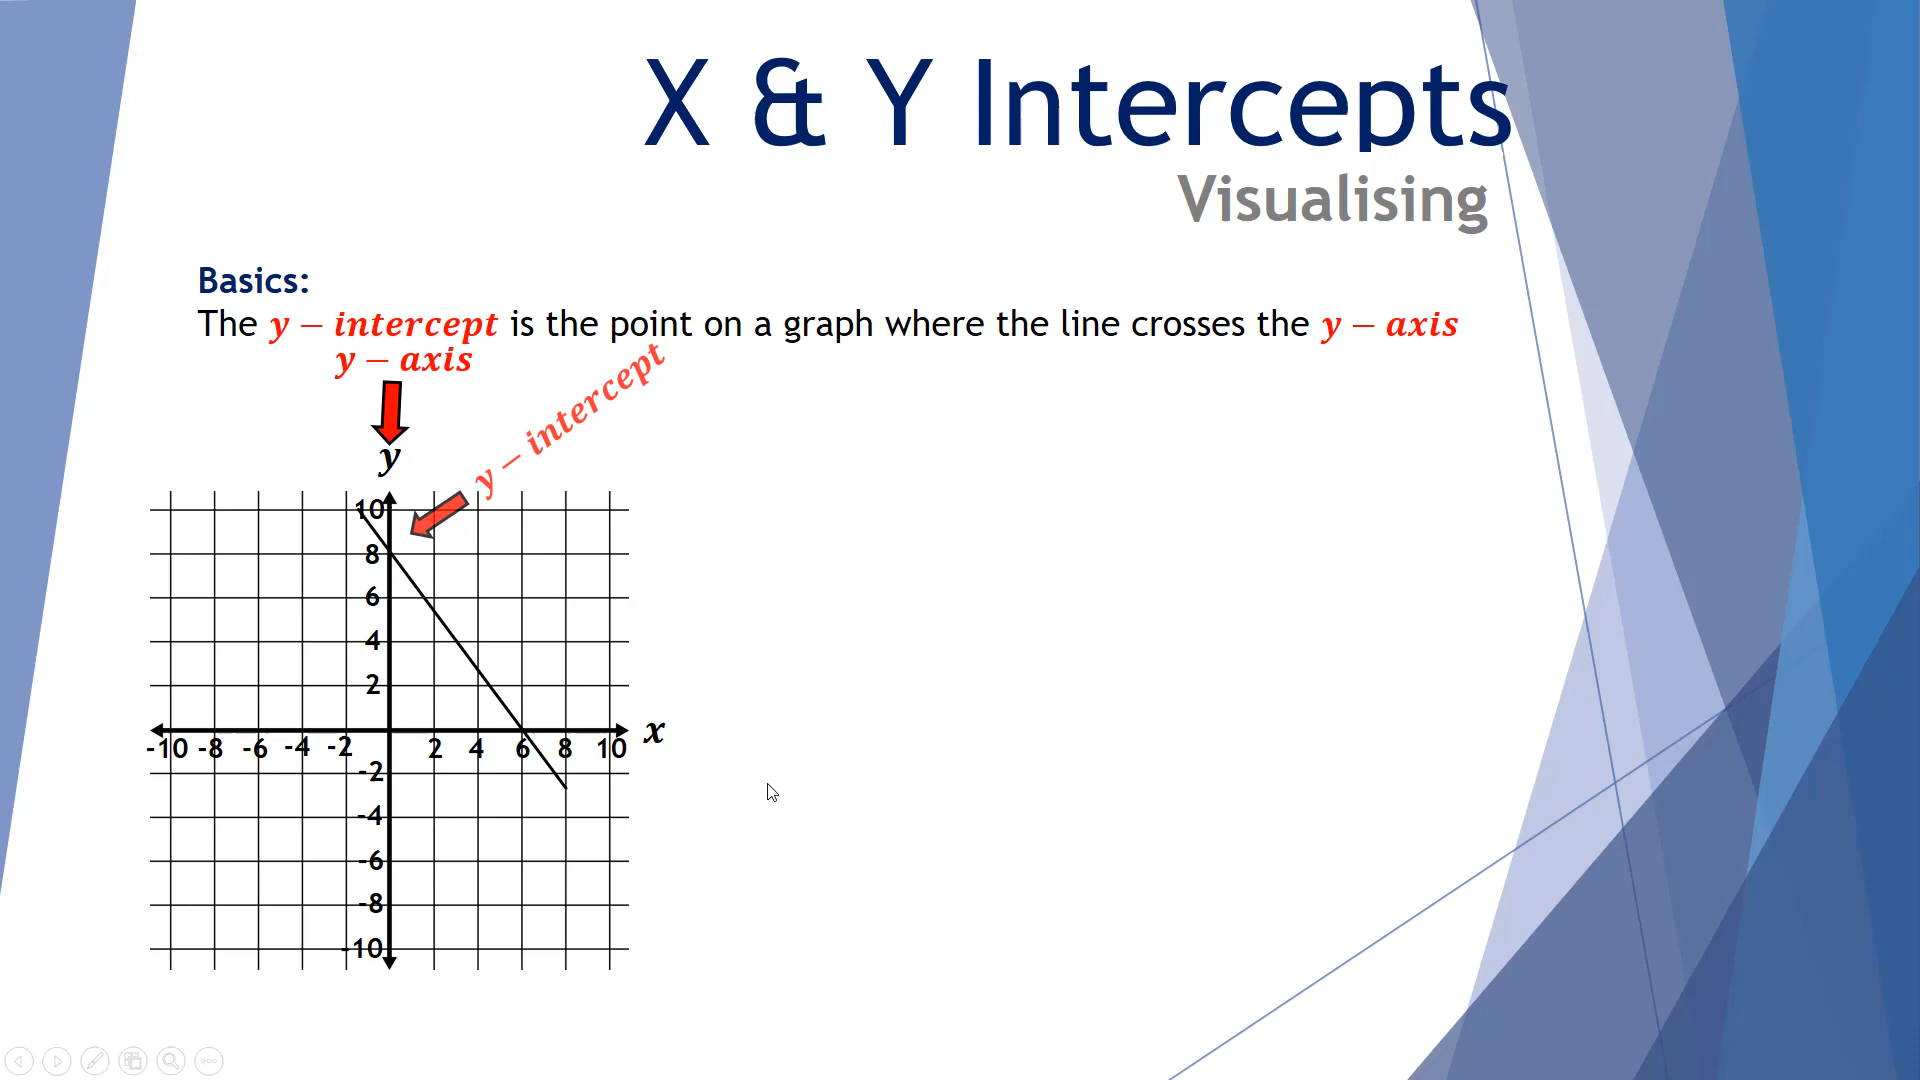 X & Y Intercepts
Visualising
Basics:
The y – intercept is the point on a graph where the line crosses the y – axis
y – axis
y – intercept
y
10
8
6
4
2
x
-10 -8 -6 -4 -2 2 4 6 8 10
-2
-4
-6
-8
-10